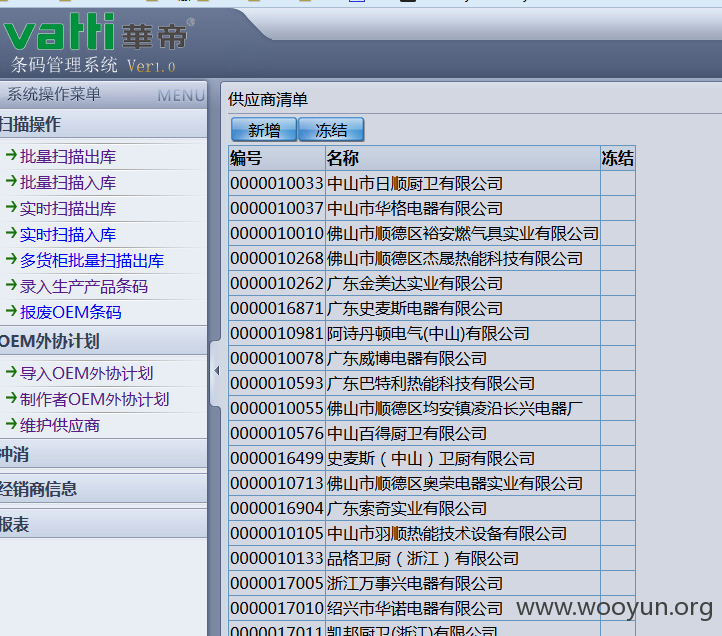 vatti 華帝®
条码管理系统 Ver1.0
系统操作菜单 MENU
扫描操作
批量扫描出库
批量扫描入库
实时扫描出库
实时扫描入库
多货柜批量扫描出库
录入生产产品条码
报废OEM条码
OEM外协计划
导入OEM外协计划
制作者OEM外协计划
维护供应商
冲消
经销商信息
报表
供应商清单
新增 冻结
编号 名称 冻结
0000010033 中山市日顺厨卫有限公司
0000010037 中山市华格电器有限公司
0000010010 佛山市顺德区裕安燃气具实业有限公司
0000010268 佛山市顺德区杰晟热能科技有限公司
0000010262 广东金美达实业有限公司
0000016871 广东史麦斯电器有限公司
0000010981 阿诗丹顿电气(中山)有限公司
0000010078 广东威博电器有限公司
0000010593 广东巴特利热能科技有限公司
0000010055 佛山市顺德区均安镇凌沿长兴电器厂
0000010576 中山百得厨卫有限公司
0000016499 史麦斯（中山）卫厨有限公司
0000010713 佛山市顺德区奥荣电器实业有限公司
0000016904 广东索奇实业有限公司
0000010105 中山市羽顺热能技术设备有限公司
0000010133 品格卫厨（浙江）有限公司
0000017005 浙江万事兴电器有限公司
0000017010 绍兴市华诺电器有限公司
0000017011 凯邦厨卫(浙江)有限公司
www.wooyun.org